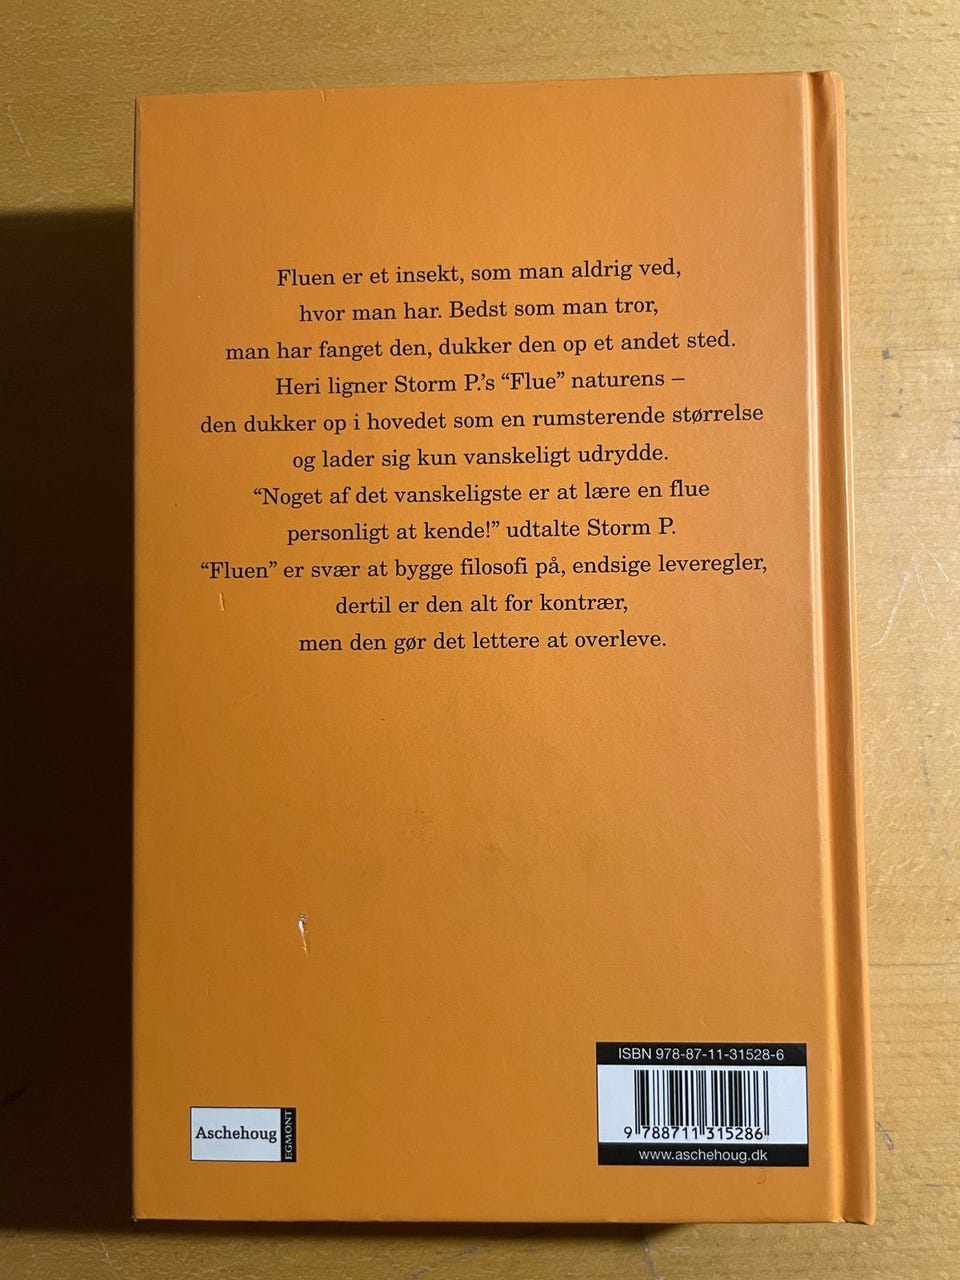 Fluen er et insekt, som man aldrig ved,
hvor man har. Bedst som man tror,
man har fanget den, dukker den op et andet sted.
Heri ligner Storm P.'s “Flue” naturens –
den dukker op i hovedet som en rumsterende størrelse
og lader sig kun vanskeligt udrydde.
“Noget af det vanskeligste er at lære en flue
personligt at kende!” udtalte Storm P.
“Fluen” er svær at bygge filosofi på, endsige leveregler,
dertil er den alt for kontrær,
men den gør det lettere at overleve.
Aschehoug
EGMONT
ISBN 978-87-11-31528-6
9 788711 315286
www.aschehoug.dk